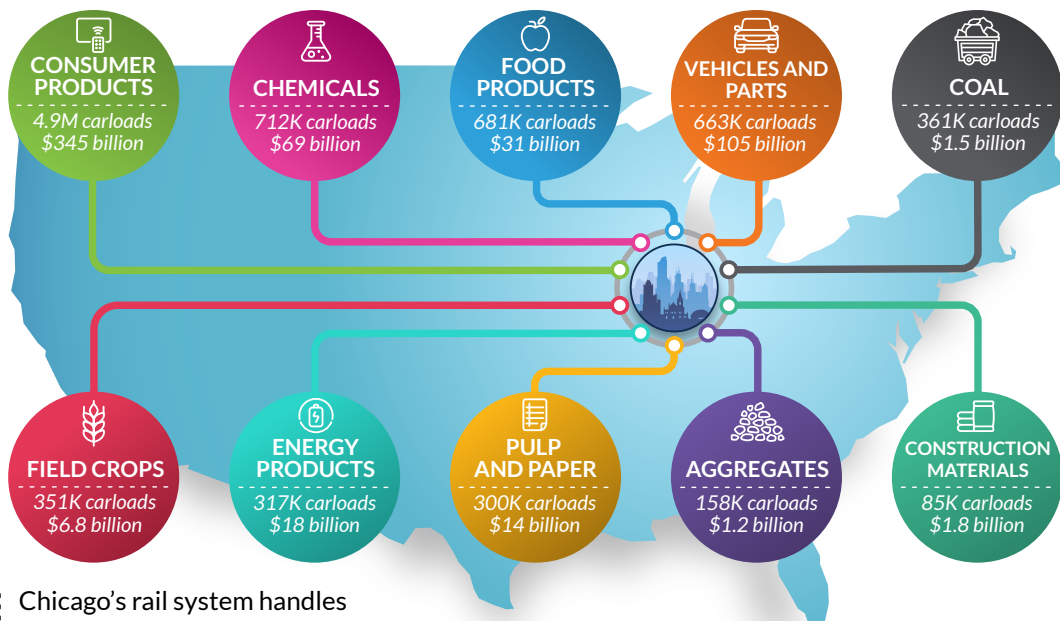 CONSUMER
PRODUCTS
4.9M carloads
$345 billion
CHEMICALS
712K carloads
$69 billion
FOOD
PRODUCTS
681K carloads
$31 billion
VEHICLES AND
PARTS
663K carloads
$105 billion
COAL
361K carloads
$1.5 billion
FIELD CROPS
351K carloads
$6.8 billion
ENERGY
PRODUCTS
317K carloads
$18 billion
PULP
AND PAPER
300K carloads
$14 billion
AGGREGATES
158K carloads
$1.2 billion
CONSTRUCTION
MATERIALS
85K carloads
$1.8 billion
Chicago’s rail system handles